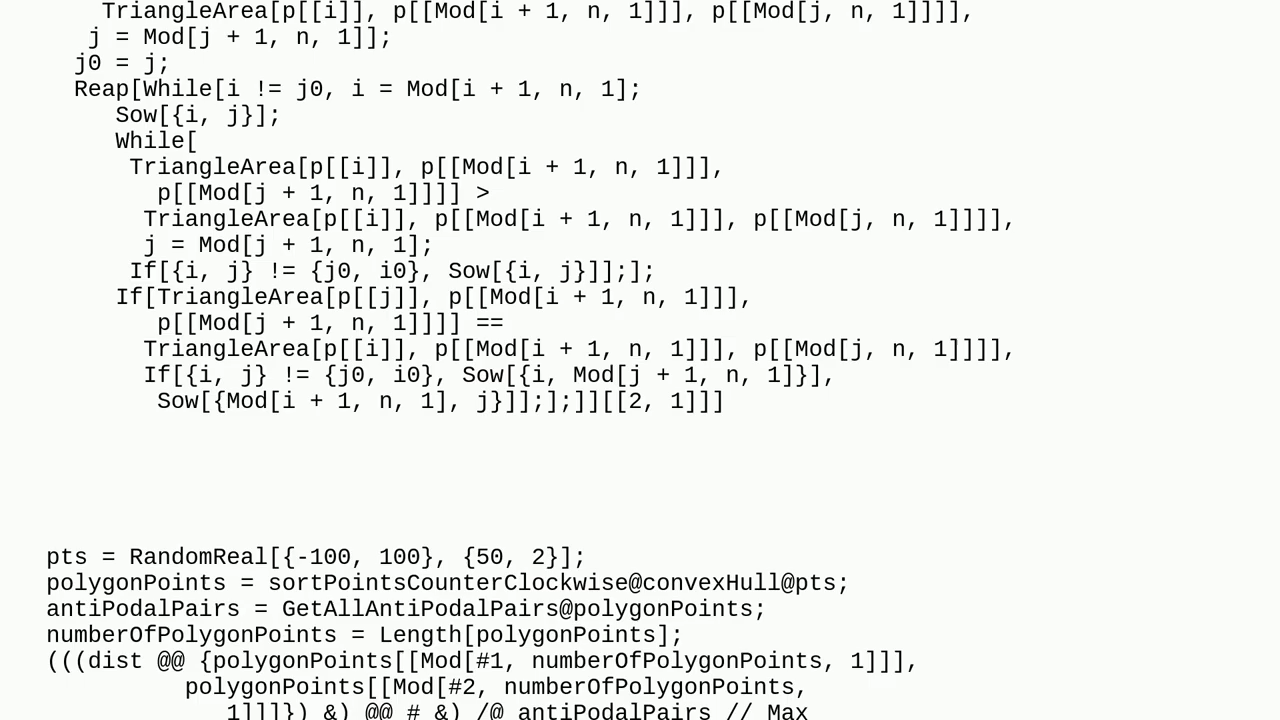 TriangleArea[p[[i]], p[[Mod[i + 1, n, 1]]], p[[Mod[j, n, 1]]]],
j = Mod[j + 1, n, 1]];
j0 = j;
Reap[While[i != j0, i = Mod[i + 1, n, 1];
Sow[{i, j}];
While[
TriangleArea[p[[i]], p[[Mod[i + 1, n, 1]]],
p[[Mod[j + 1, n, 1]]]] >
TriangleArea[p[[i]], p[[Mod[i + 1, n, 1]]], p[[Mod[j, n, 1]]]],
j = Mod[j + 1, n, 1];
If[{i, j} != {j0, i0}, Sow[{i, j}]];];
If[TriangleArea[p[[j]], p[[Mod[i + 1, n, 1]]],
p[[Mod[j + 1, n, 1]]]] ==
TriangleArea[p[[i]], p[[Mod[i + 1, n, 1]]], p[[Mod[j, n, 1]]]],
If[{i, j} != {j0, i0}, Sow[{i, Mod[j + 1, n, 1]}],
Sow[{Mod[i + 1, n, 1], j}]];];]][[2, 1]]]
pts = RandomReal[{-100, 100}, {50, 2}];
polygonPoints = sortPointsCounterClockwise@convexHull@pts;
antiPodalPairs = GetAllAntiPodalPairs@polygonPoints;
numberOfPolygonPoints = Length[polygonPoints];
(((dist @@ {polygonPoints[[Mod[#1, numberOfPolygonPoints, 1]]],
polygonPoints[[Mod[#2, numberOfPolygonPoints,
1]]]}) &) @@ # &) /@ antiPodalPairs // Max